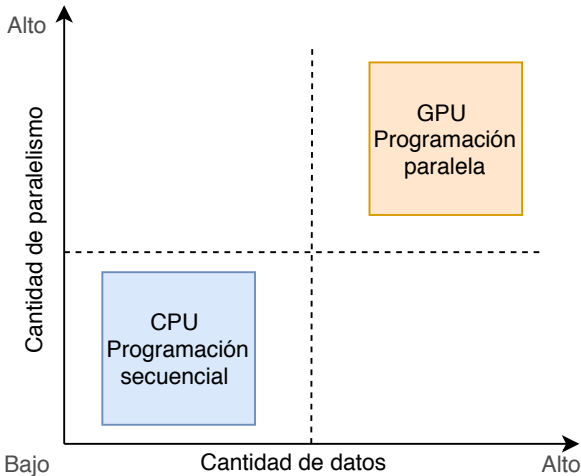 Alto
GPU
Programación
paralela
Cantidad de paralelismo
CPU
Programación
secuencial
Bajo
Cantidad de datos
Alto